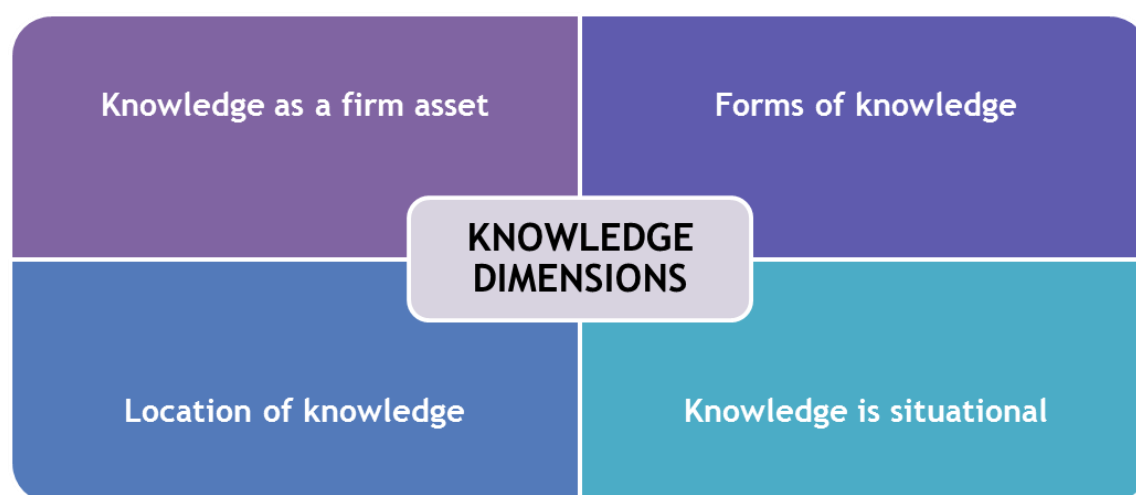 Knowledge as a firm asset
Forms of knowledge
KNOWLEDGE
DIMENSIONS
Location of knowledge
Knowledge is situational